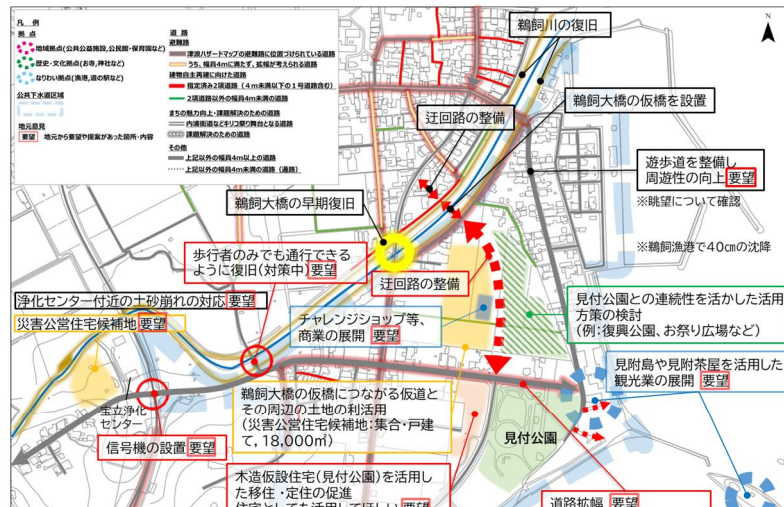 凡 例
拠 点
地域拠点(公共公益施設,公民館・保育園など)
歴史・文化拠点(お寺,神社など)
なりわい拠点(漁港,道の駅など)
公共下水道区域
地元意見
要望 地元から要望や提案があった箇所・内容
道 路
避難路
津波ハザードマップの避難路に位置づけられている道路
うち、幅員4mに満たず、拡幅が考えられる道路
建物自主再建に向けた道路
指定済み2項道路(4m未満以下の1号道路含む)
2項道路以外の幅員4m未満の道路
まちの魅力向上・課題解決のための道路
内浦街道などキリコ祭り舞台となる道路
課題解決のための道路
その他
上記以外の幅員4m以上の道路
上記以外の幅員4m未満の道路(通路)
N
鵜飼川の復旧
鵜飼大橋の仮橋を設置
迂回路の整備
遊歩道を整備し
周遊性の向上 要望
※眺望について確認
※鵜飼漁港で40㎝の沈降
鵜飼大橋の早期復旧
歩行者のみでも通行できる
ように復旧(対策中) 要望
迂回路の整備
浄化センター付近の土砂崩れの対応 要望
災害公営住宅候補地 要望
チャレンジショップ等、
商業の展開 要望
見付公園との連続性を活かした活用
方策の検討
(例:復興公園、お祭り広場など)
見附島や見附茶屋を活用した
観光業の展開 要望
鵜飼大橋の仮橋につながる仮道と
その周辺の土地の利活用
(災害公営住宅候補地:集合・戸建
て,18,000㎡)
宝立浄化
センター
信号機の設置 要望
見付公園
木造仮設住宅(見付公園)を活用し
た移住・定住の促進
住宅としても活用してほしい 要望
道路拡幅 要望